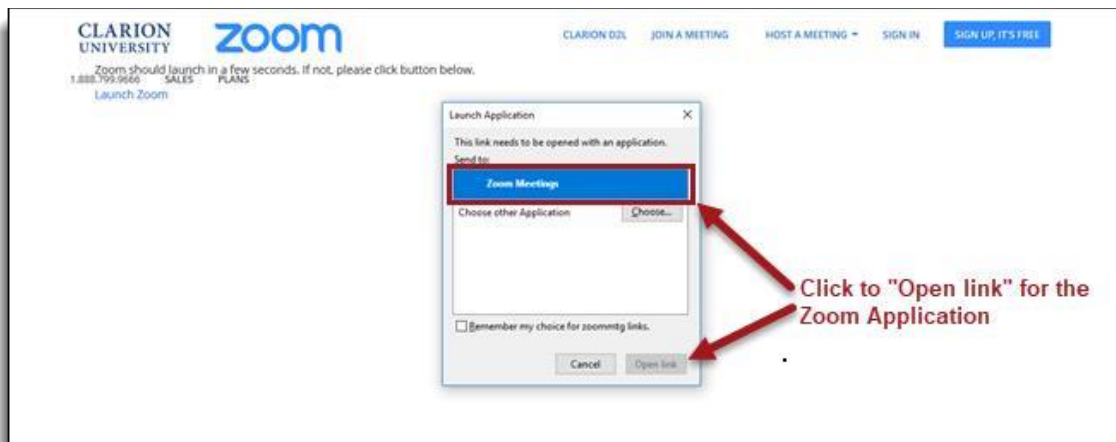 CLARION
UNIVERSITY
zoom
CLARION D2L JOIN A MEETING HOST A MEETING SIGN IN SIGN UP, IT'S FREE
Zoom should launch in a few seconds. If not, please click button below.
1.888.799.9666 SALES PLANS
Launch Zoom
Launch Application
This link needs to be opened with an application.
Send to:
Zoom Meetings
Choose other Application Choose...
Remember my choice for zoommtg links.
Cancel Open link
Click to "Open link" for the
Zoom Application
.